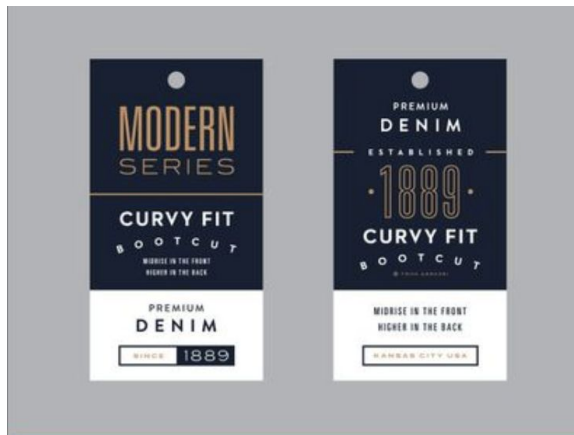 MODERN
SERIES
CURVY FIT
BOOTCUT
MIDRISE IN THE FRONT
HIGHER IN THE BACK
PREMIUM
DENIM
SINCE 1889
PREMIUM
DENIM
ESTABLISHED
1889
CURVY FIT
BOOTCUT
MIDRISE IN THE FRONT
HIGHER IN THE BACK
KANSAS CITY USA